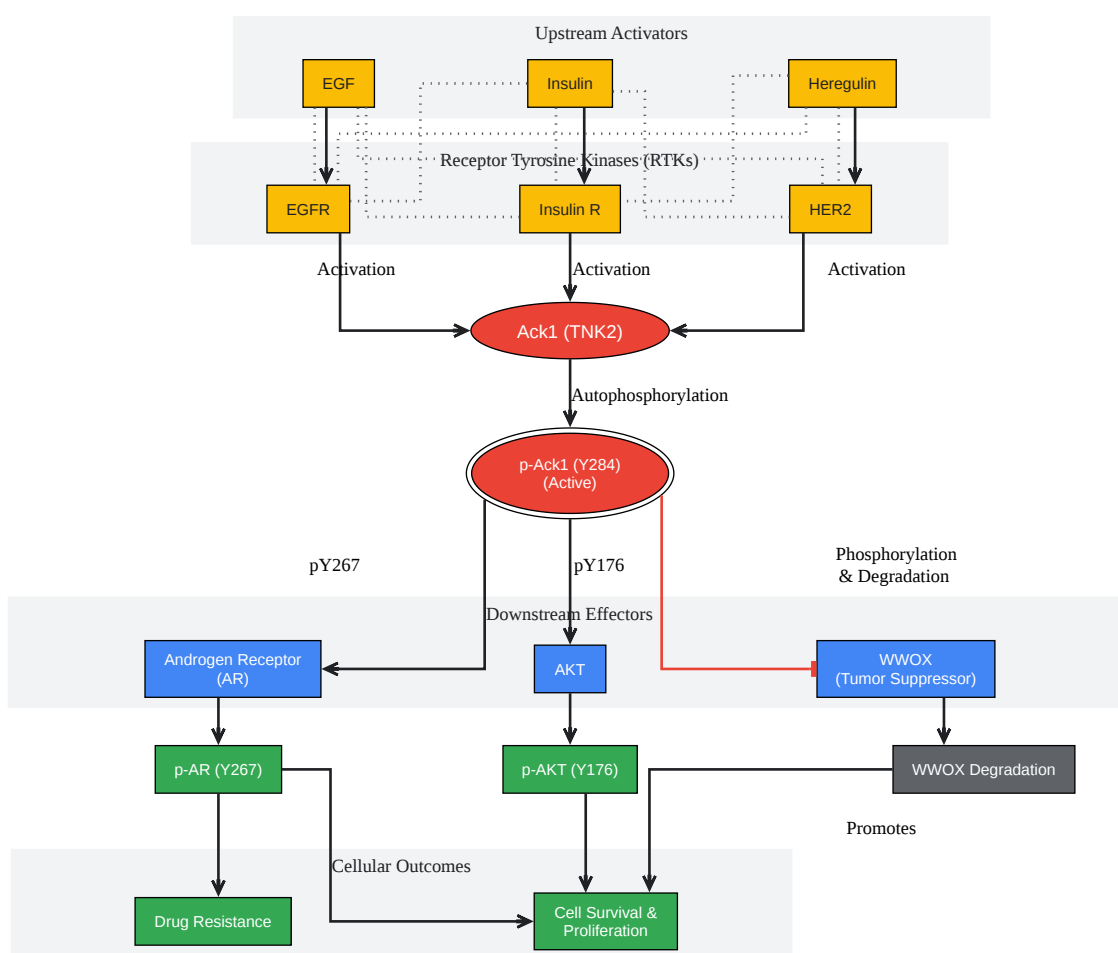 Upstream Activators
EGF
Insulin
Heregulin
Receptor Tyrosine Kinases (RTKs)
EGFR
Insulin R
HER2
Activation
Activation
Activation
Ack1 (TNK2)
Autophosphorylation
p-Ack1 (Y284)
(Active)
pY267
pY176
Phosphorylation
& Degradation
Downstream Effectors
Androgen Receptor
(AR)
AKT
WWOX
(Tumor Suppressor)
p-AR (Y267)
p-AKT (Y176)
WWOX Degradation
Promotes
Cellular Outcomes
Drug Resistance
Cell Survival &
Proliferation